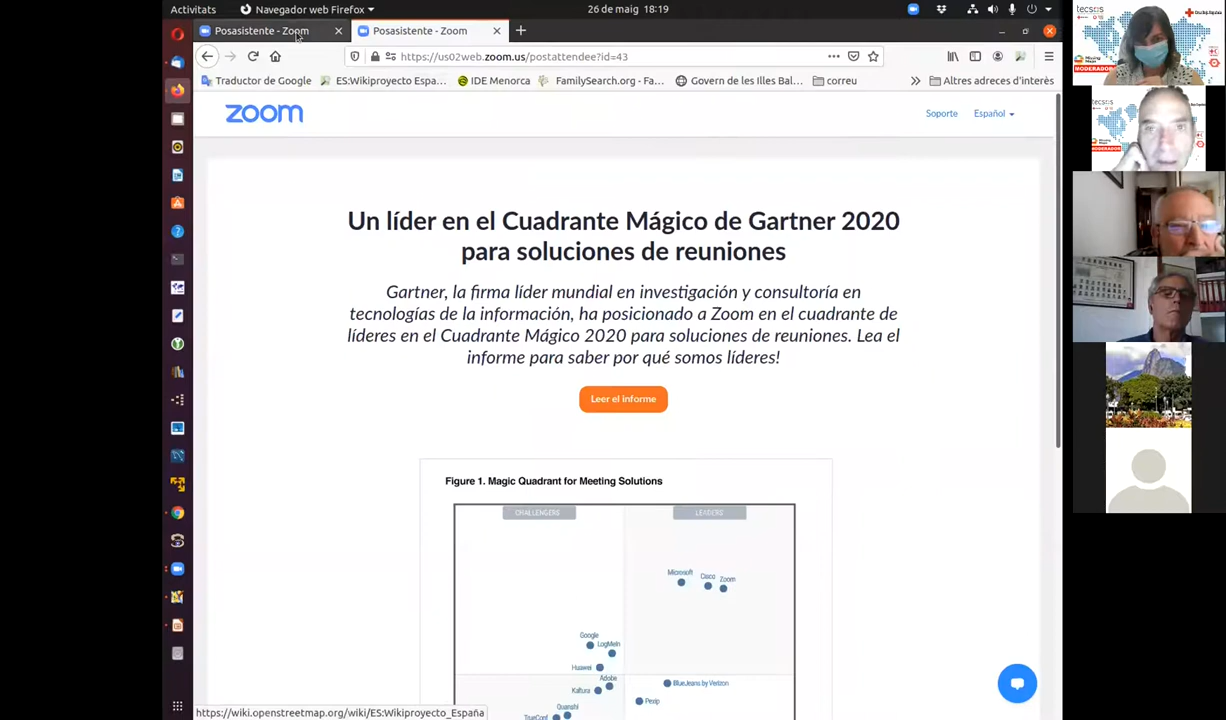 Activitats
Navegador web Firefox
26 de maig 18:19
Posasistente - Zoom
Posasistente - Zoom
https://us02web.zoom.us/postattendee?id=43
Traductor de Google
ES:Wikiproyecto Espa...
IDE Menorca
FamilySearch.org - Fa...
Govern de les Illes Bal...
correu
Altres adreces d'interès
zoom
Soporte
Español
Un líder en el Cuadrante Mágico de Gartner 2020
para soluciones de reuniones
Gartner, la firma líder mundial en investigación y consultoría en
tecnologías de la información, ha posicionado a Zoom en el cuadrante de
líderes en el Cuadrante Mágico 2020 para soluciones de reuniones. Lea el
informe para saber por qué somos líderes!
Leer el informe
Figure 1. Magic Quadrant for Meeting Solutions
CHALLENGERS
LEADERS
Microsoft
Cisco
Zoom
Google
LogMeIn
Huawei
Adobe
Kaltura
BlueJeans by Verizon
Pexip
Quanshi
TrueConf
https://wiki.openstreetmap.org/wiki/ES:Wikiproyecto_España
tecsos
MODERADOR
tecsos
MODERADOR